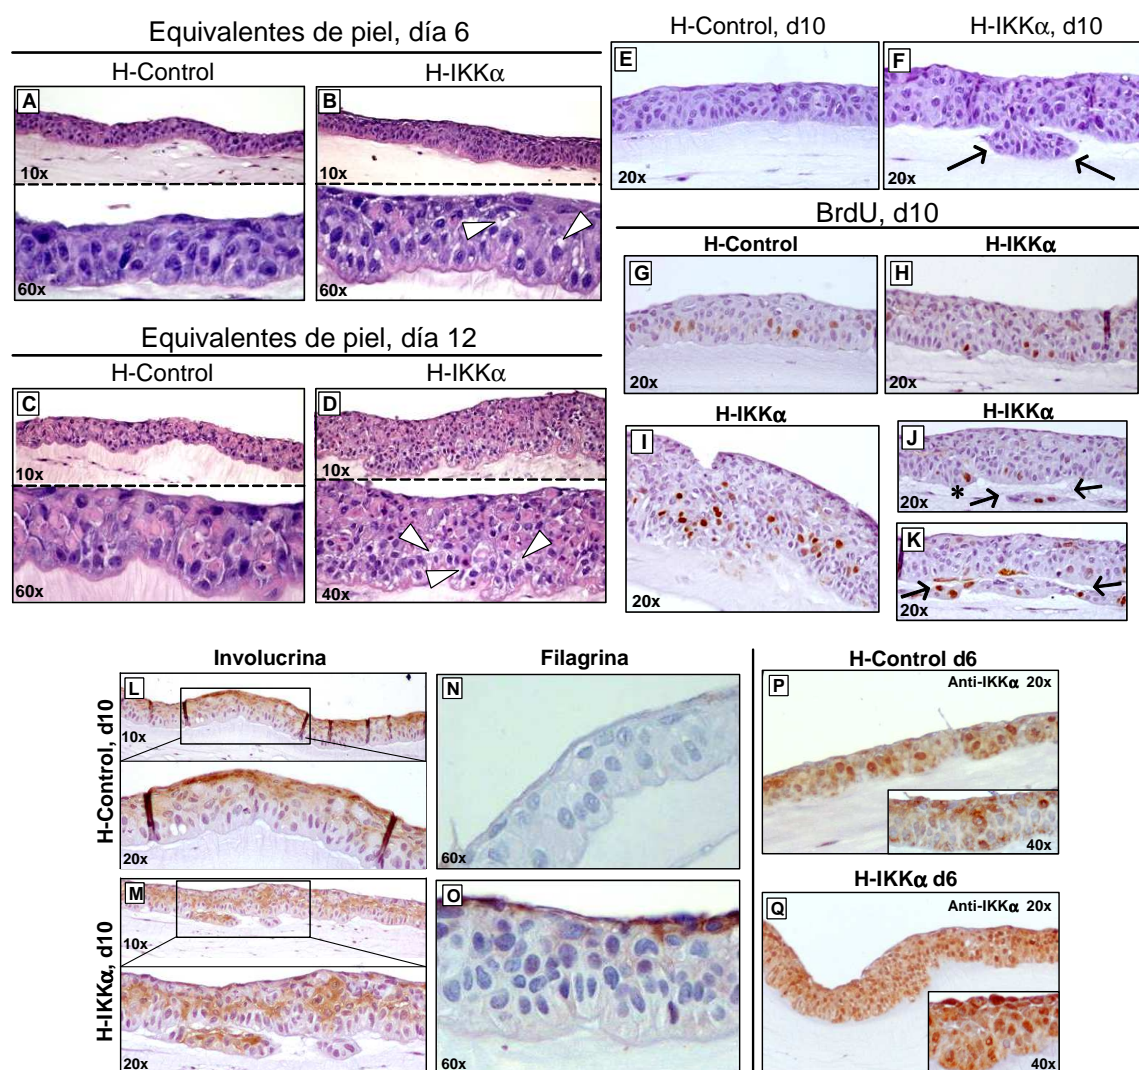 Equivalentes de piel, día 6
H-Control
H-IKKα
A
10x
60x
B
10x
60x
Equivalentes de piel, día 12
H-Control
H-IKKα
C
10x
60x
D
10x
40x
H-Control, d10
H-IKKα, d10
E
20x
F
20x
BrdU, d10
H-Control
H-IKKα
G
20x
H
20x
H-IKKα
H-IKKα
I
20x
J
*
20x
K
20x
Involucrina
Filagrina
H-Control, d10
L
10x
20x
N
60x
H-IKKα, d10
M
10x
20x
O
60x
H-Control d6
P
Anti-IKKα 20x
40x
H-IKKα d6
Q
Anti-IKKα 20x
40x